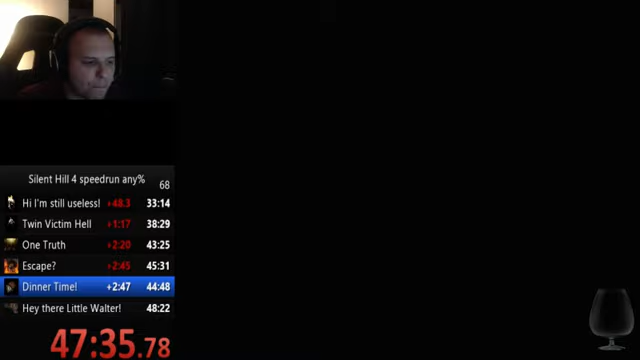 Silent Hill 4 speedrun any%
68
Hi I'm still useless! +48.3 33:14
Twin Victim Hell +1:17 38:29
One Truth +2:20 43:25
Escape? +2:45 45:31
Dinner Time! +2:47 44:48
Hey there Little Walter! 48:22
47:35.78